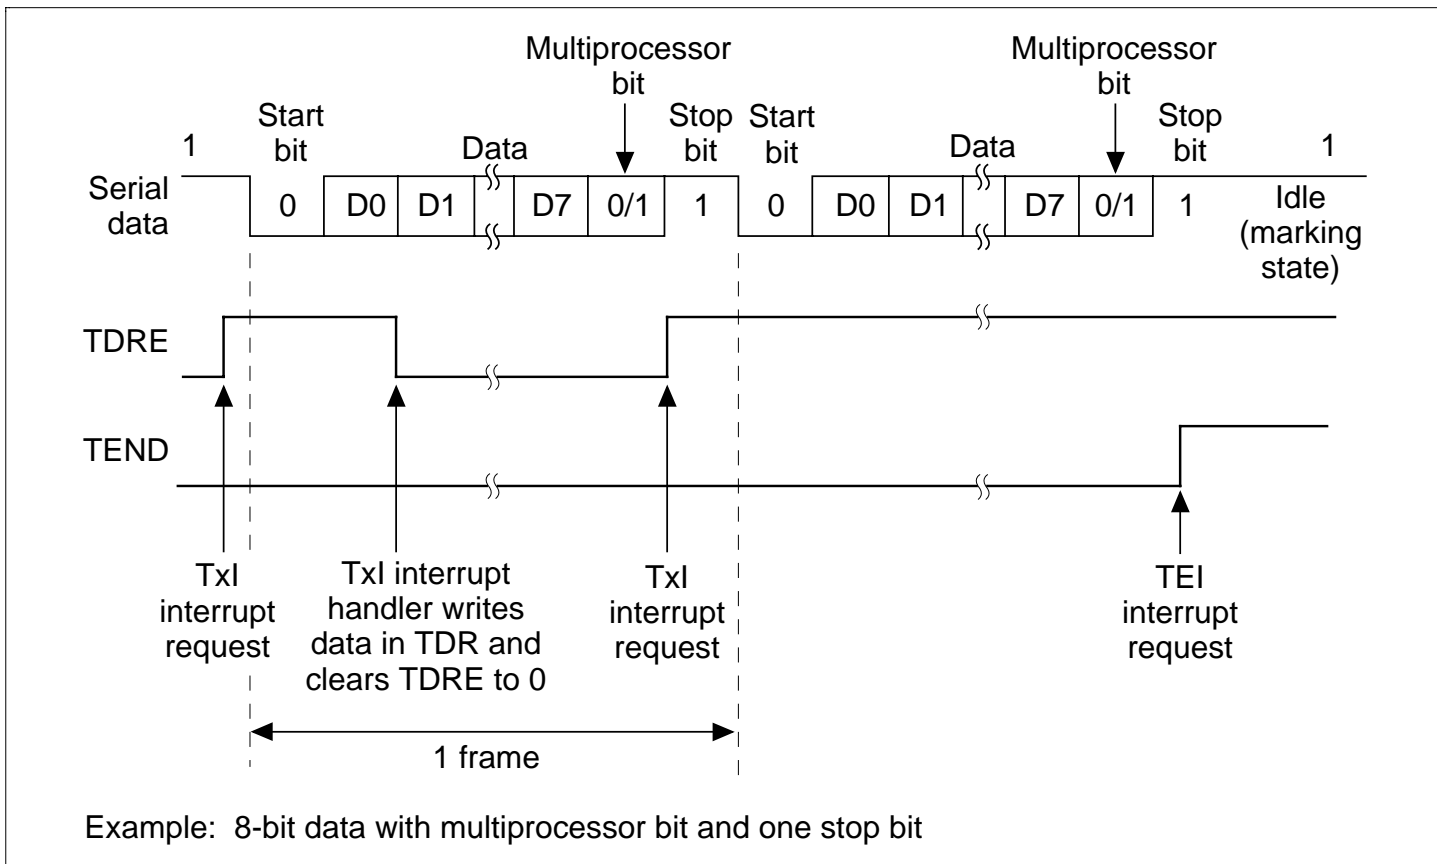 Multiprocessor
bit
Multiprocessor
bit
1
Start
bit
Data
Stop
bit
Start
bit
Data
Stop
bit
1
Serial
data
0 D0 D1 D7 0/1 1 0 D0 D1 D7 0/1 1
Idle
(marking
state)
TDRE
TEND
TxI
interrupt
request
TxI interrupt
handler writes
data in TDR and
clears TDRE to 0
TxI
interrupt
request
TEI
interrupt
request
1 frame
Example: 8-bit data with multiprocessor bit and one stop bit